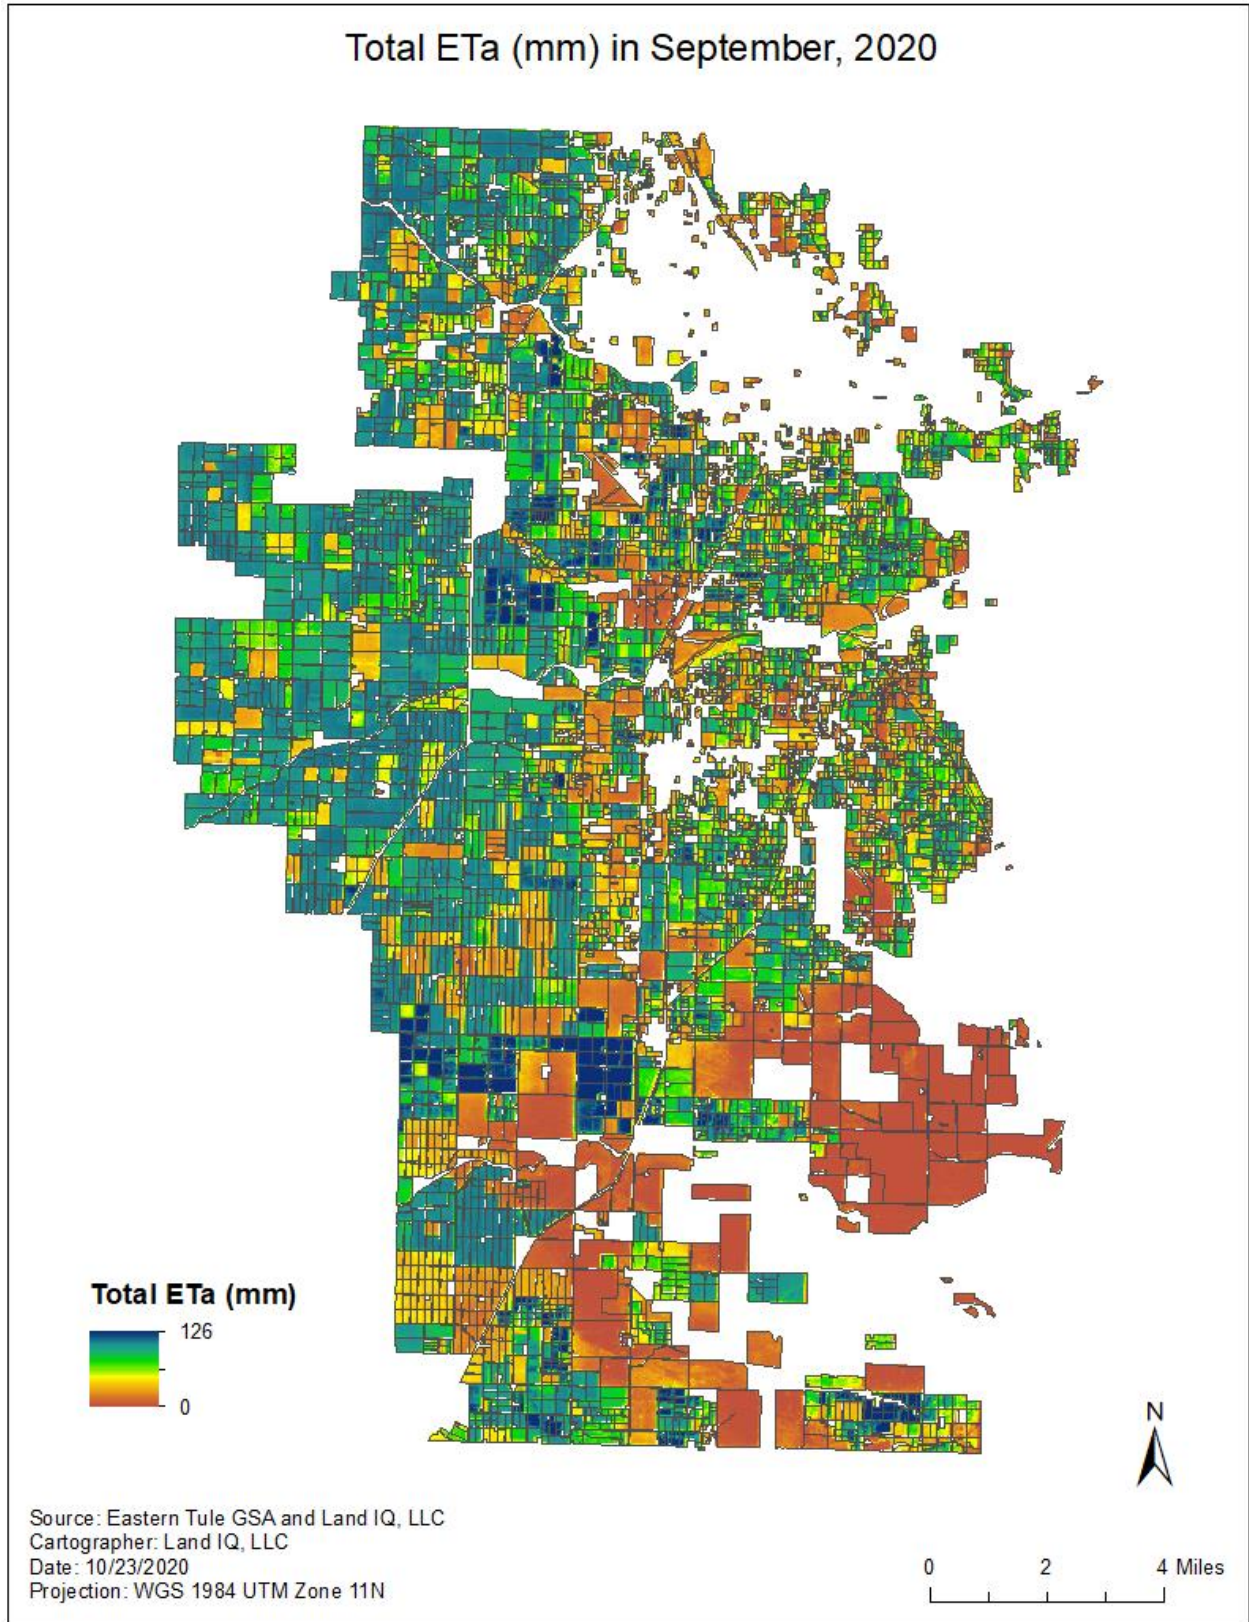 Total ETa (mm) in September, 2020
Total ETa (mm)
126
0
N
Source: Eastern Tule GSA and Land IQ, LLC
Cartographer: Land IQ, LLC
Date: 10/23/2020
Projection: WGS 1984 UTM Zone 11N
0 2 4 Miles